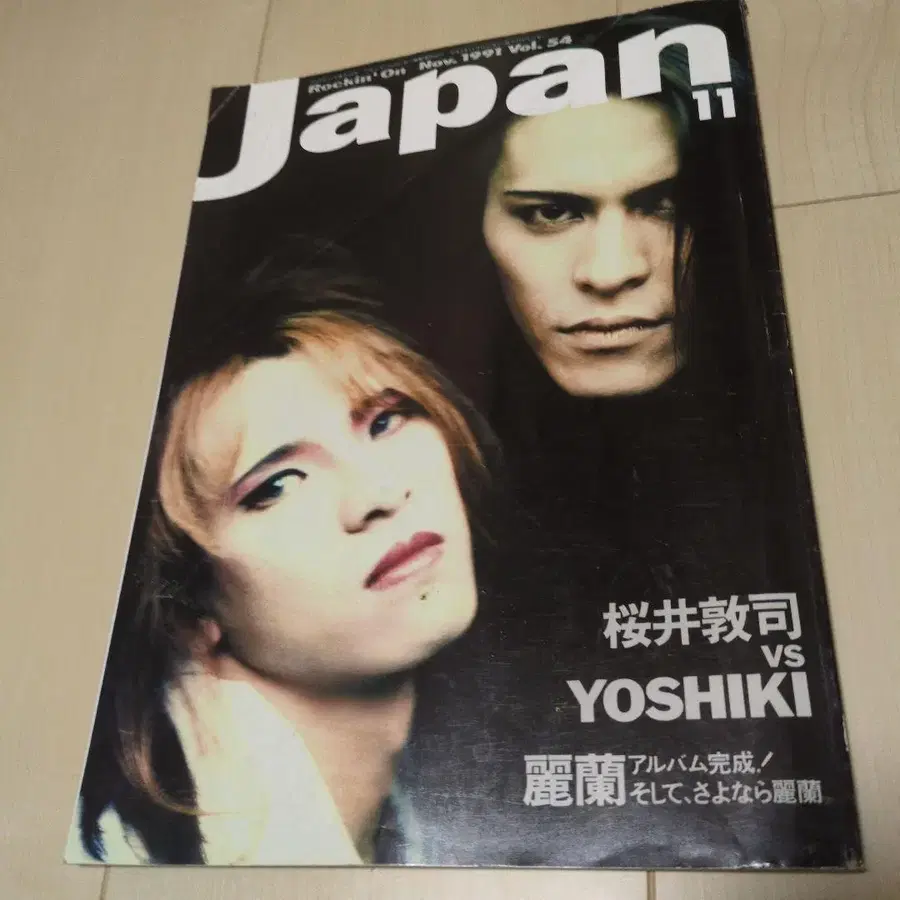 Rockin' On Nov. 1991 Vol. 54
Japan
11
桜井敦司
VS
YOSHIKI
麗蘭 アルバム完成!
そして、さよなら麗蘭